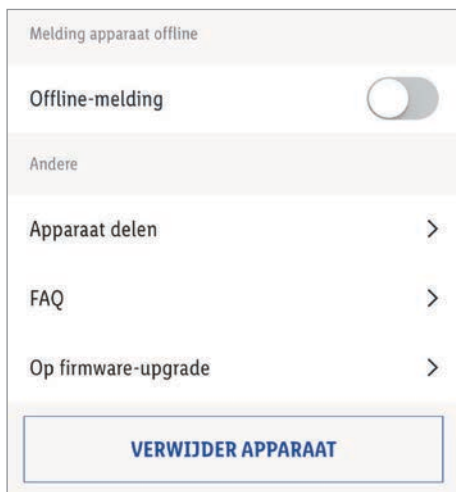 Melding apparaat offline
Offline-melding
Andere
Apparaat delen
FAQ
Op firmware-upgrade
VERWIJDER APPARAAT